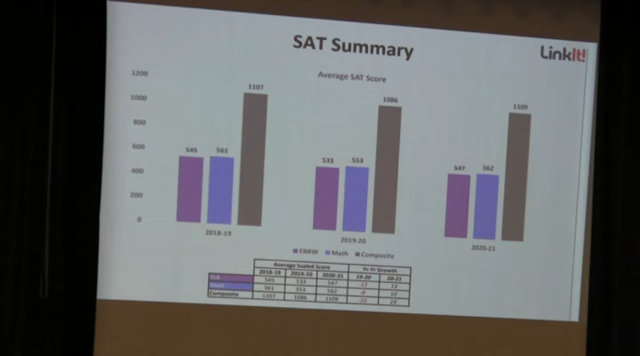 SAT Summary
LinkIt!
Average SAT Score
1200
1000
800
600
400
200
0
545 561 1107
533 553 1086
547 562 1109
2018-19 2019-20 2020-21
EBRW Math Composite
Average Scaled Score Yr-Yr Growth
2018-19 2019-20 2020-21 19-20 20-21
ELA 545 533 547 -12
Math 561 553 562
Composite 1107 1086 1109 23